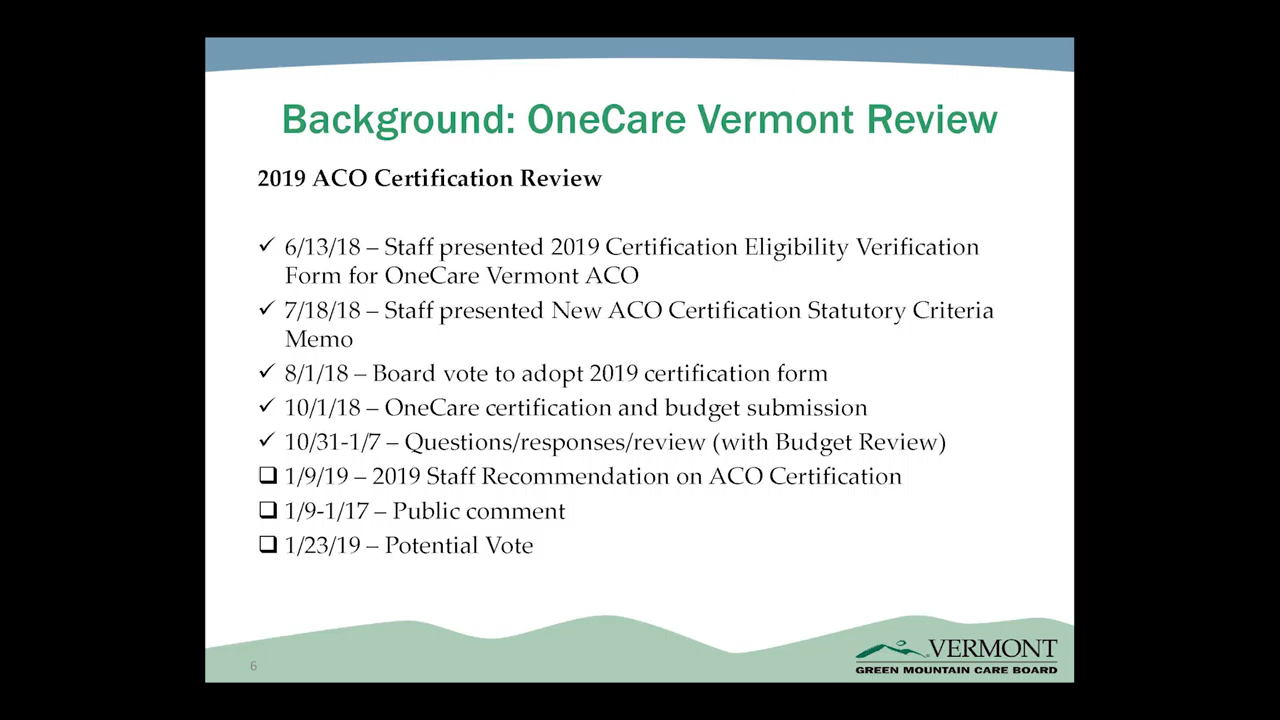 Background: OneCare Vermont Review
2019 ACO Certification Review
✓ 6/13/18 – Staff presented 2019 Certification Eligibility Verification
Form for OneCare Vermont ACO
✓ 7/18/18 – Staff presented New ACO Certification Statutory Criteria
Memo
✓ 8/1/18 – Board vote to adopt 2019 certification form
✓ 10/1/18 – OneCare certification and budget submission
✓ 10/31-1/7 – Questions/responses/review (with Budget Review)
❑ 1/9/19 – 2019 Staff Recommendation on ACO Certification
❑ 1/9-1/17 – Public comment
❑ 1/23/19 – Potential Vote
6
VERMONT
GREEN MOUNTAIN CARE BOARD